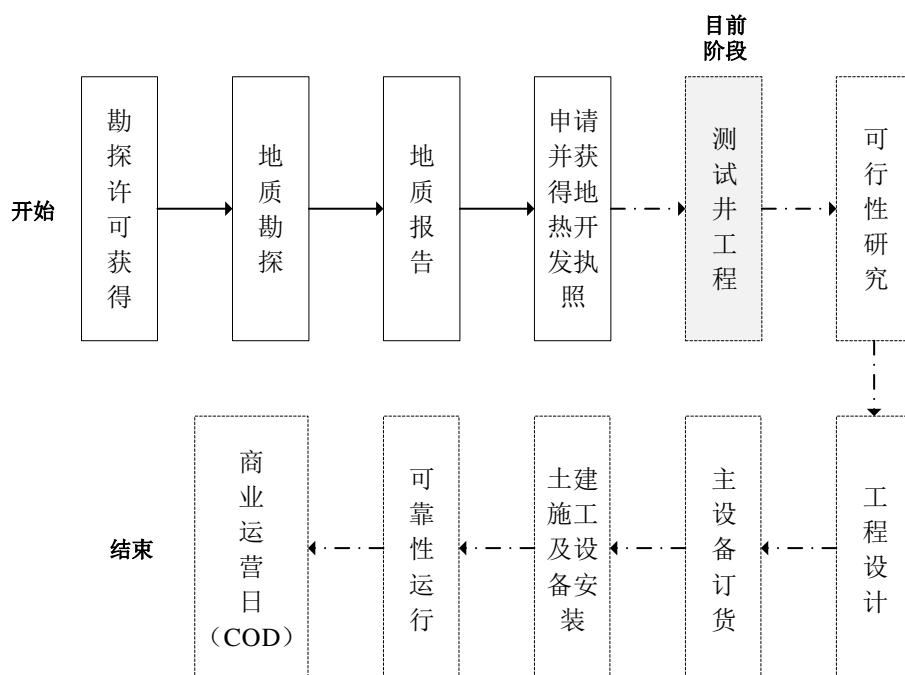 目前
阶段
开始
勘探许可获得
地质勘探
地质报告
申请并获得地热开发执照
测试井工程
可行性研究
工程设计
主设备订货
土建施工及设备安装
可靠性运行
商业运营日
（COD）
结束